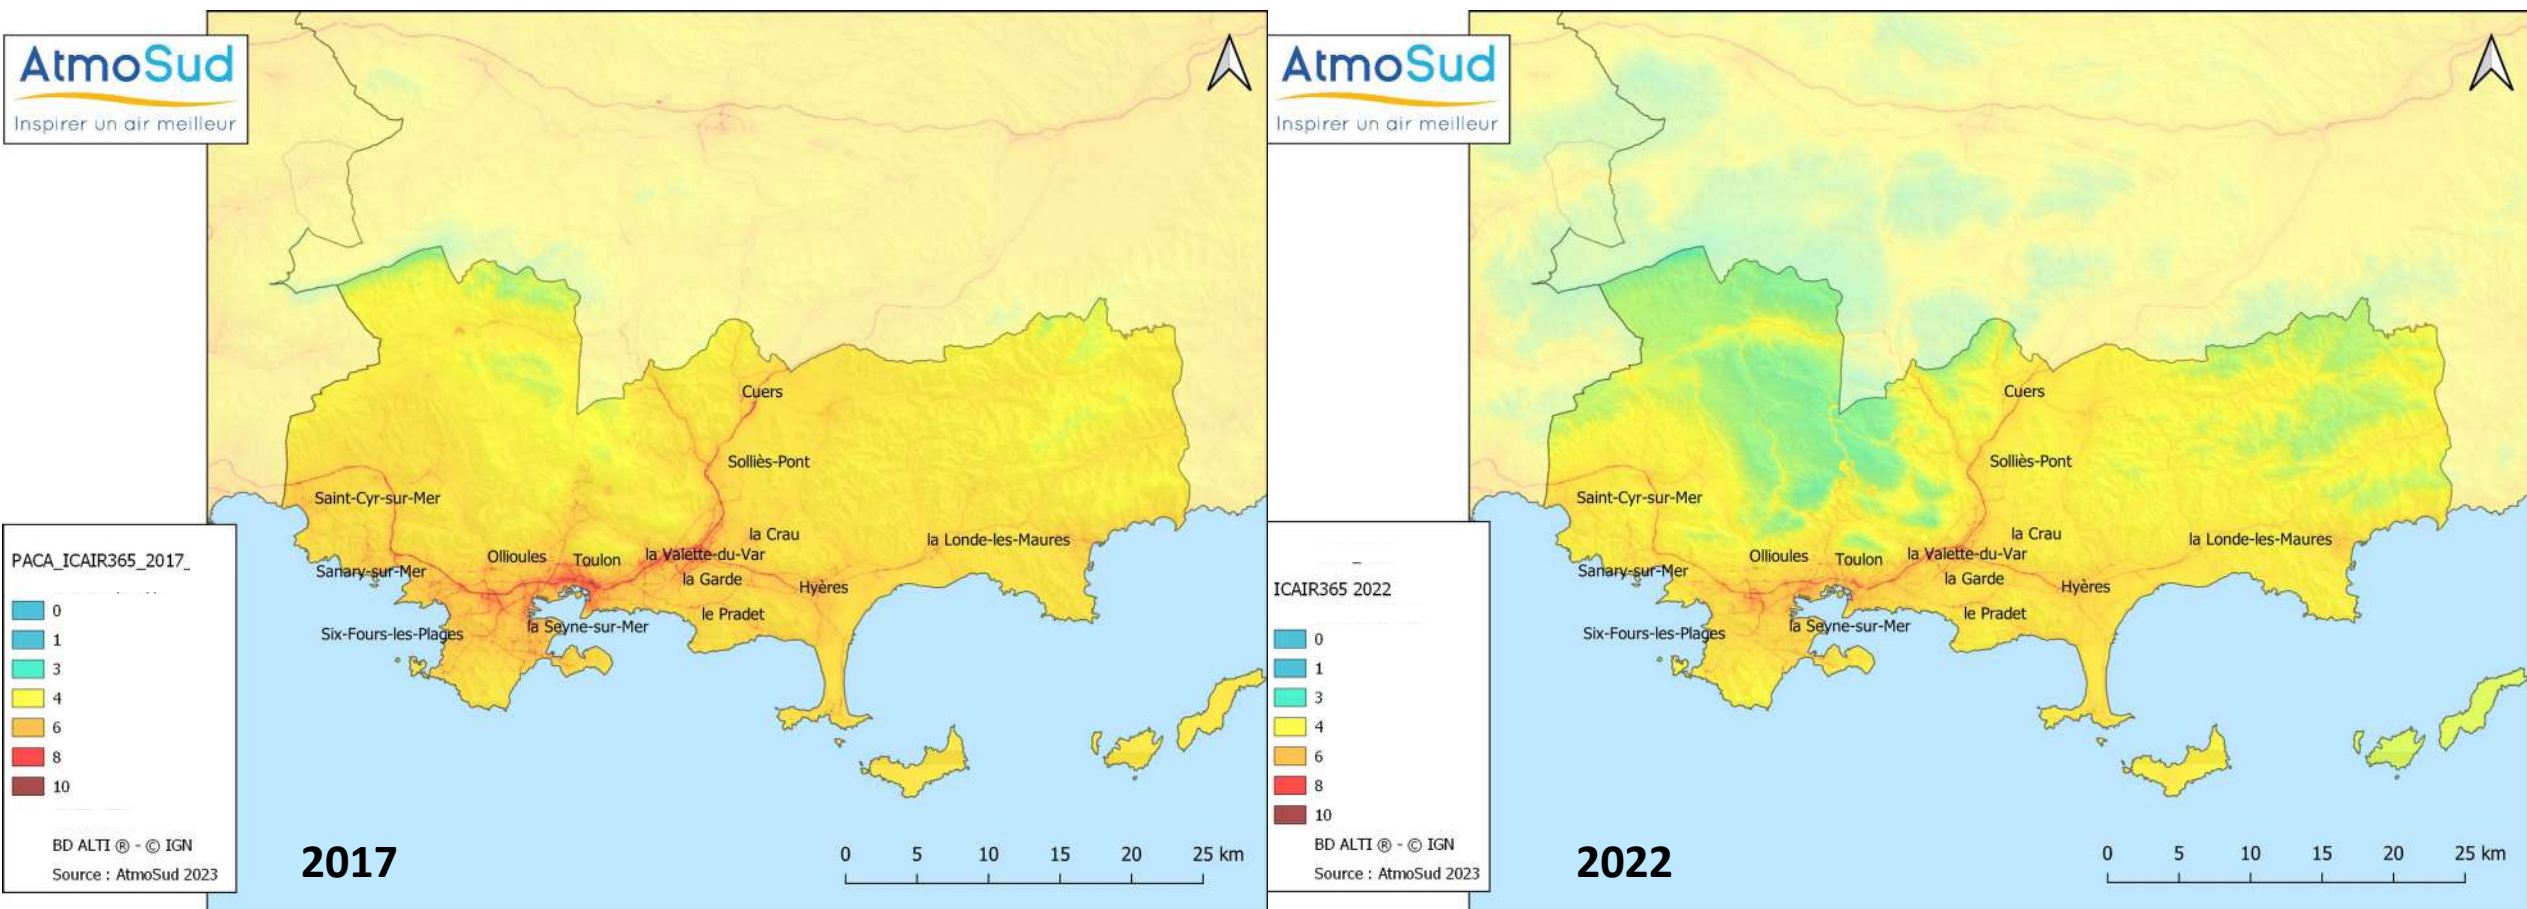 AtmoSud
Inspirer un air meilleur
Cuers
Solliès-Pont
Saint-Cyr-sur-Mer
la Crau
la Londe-les-Maures
Ollioules
Toulon
la Valette-du-Var
Sanary-sur-Mer
la Garde
Hyères
le Pradet
Six-Fours-les-Plages
la Seyne-sur-Mer
PACA_ICAIR365_2017_
0
1
3
4
6
8
10
BD ALTI ® - © IGN
Source : AtmoSud 2023
2017
0 5 10 15 20 25 km
AtmoSud
Inspirer un air meilleur
Cuers
Solliès-Pont
Saint-Cyr-sur-Mer
la Crau
la Londe-les-Maures
Ollioules
Toulon
la Valette-du-Var
Sanary-sur-Mer
la Garde
Hyères
le Pradet
Six-Fours-les-Plages
la Seyne-sur-Mer
ICAIR365 2022
0
1
3
4
6
8
10
BD ALTI ® - © IGN
Source : AtmoSud 2023
2022
0 5 10 15 20 25 km